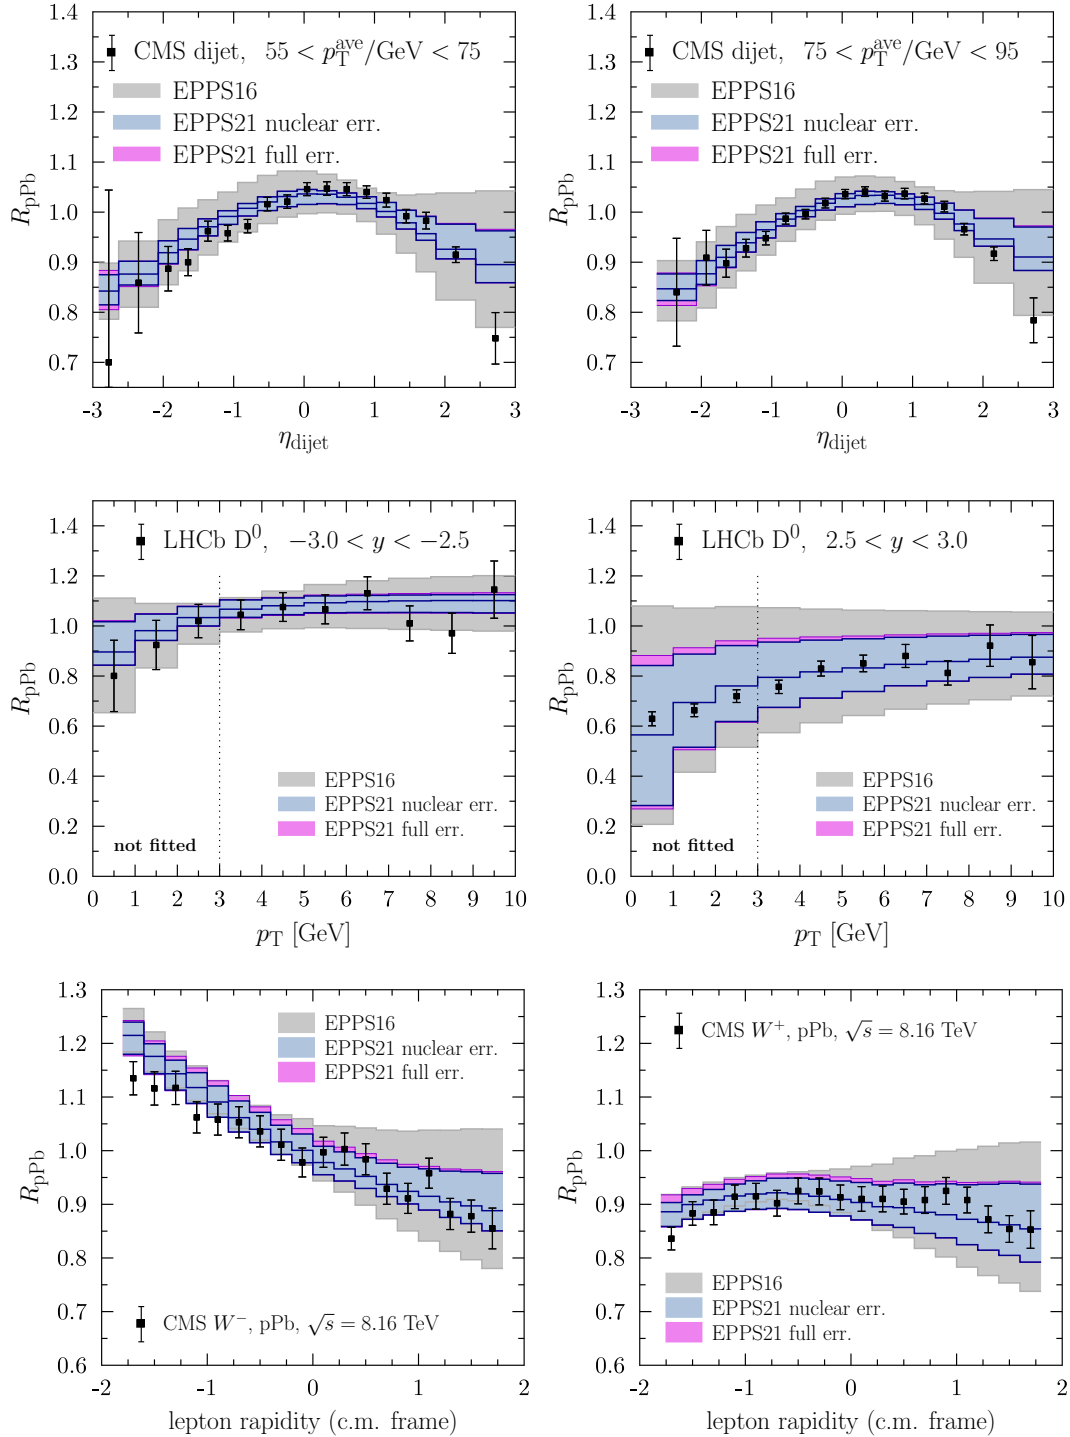 1.4
1.3
1.2
1.1
1.0
0.9
0.8
0.7
R_pPb
CMS dijet, 55 < p_T^ave/GeV < 75
EPPS16
EPPS21 nuclear err.
EPPS21 full err.
-3 -2 -1 0 1 2 3
η_dijet
1.4
1.3
1.2
1.1
1.0
0.9
0.8
0.7
R_pPb
CMS dijet, 75 < p_T^ave/GeV < 95
EPPS16
EPPS21 nuclear err.
EPPS21 full err.
-3 -2 -1 0 1 2 3
η_dijet
1.4
1.2
1.0
0.8
0.6
0.4
0.2
0.0
R_pPb
LHCb D^0, −3.0 < y < −2.5
EPPS16
EPPS21 nuclear err.
EPPS21 full err.
not fitted
0 1 2 3 4 5 6 7 8 9 10
p_T [GeV]
1.4
1.2
1.0
0.8
0.6
0.4
0.2
0.0
R_pPb
LHCb D^0, 2.5 < y < 3.0
EPPS16
EPPS21 nuclear err.
EPPS21 full err.
not fitted
0 1 2 3 4 5 6 7 8 9 10
p_T [GeV]
1.3
1.2
1.1
1.0
0.9
0.8
0.7
0.6
R_pPb
EPPS16
EPPS21 nuclear err.
EPPS21 full err.
CMS W^−, pPb, √s = 8.16 TeV
-2 -1 0 1 2
lepton rapidity (c.m. frame)
1.3
1.2
1.1
1.0
0.9
0.8
0.7
0.6
R_pPb
CMS W^+, pPb, √s = 8.16 TeV
EPPS16
EPPS21 nuclear err.
EPPS21 full err.
-2 -1 0 1 2
lepton rapidity (c.m. frame)